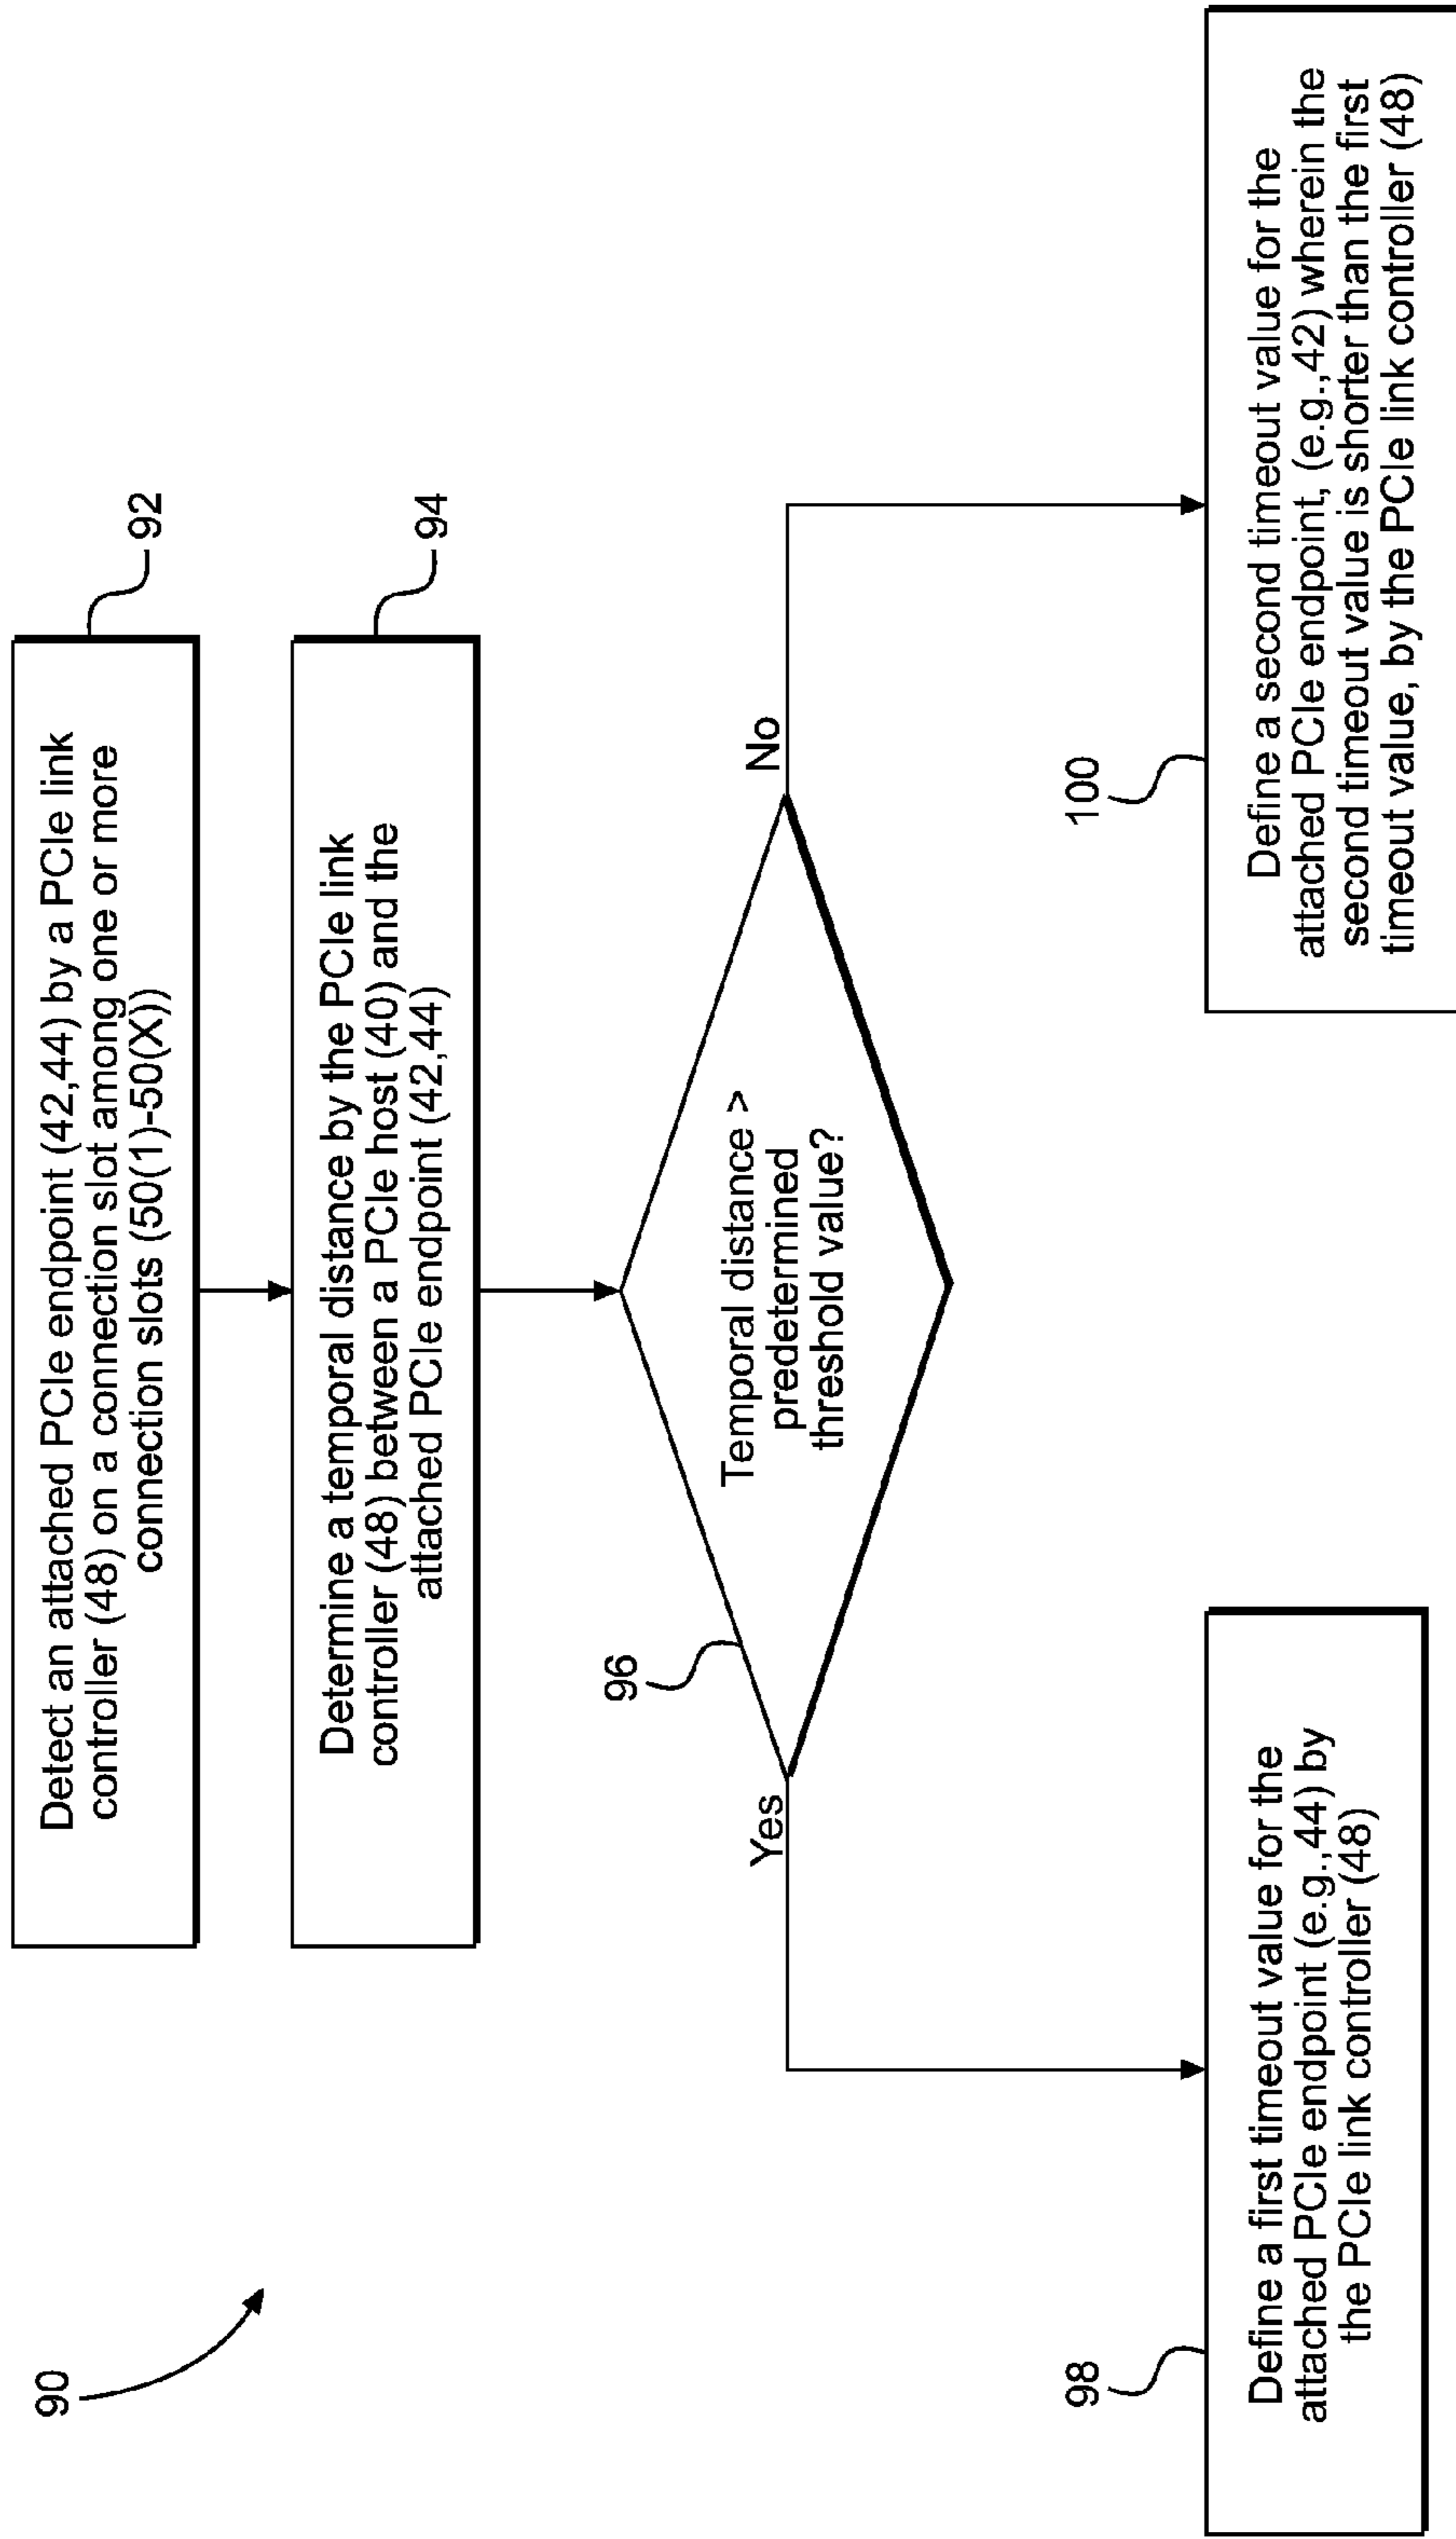 90
Detect an attached PCIe endpoint (42,44) by a PCIe link
controller (48) on a connection slot among one or more
connection slots (50(1)-50(X))
92
Determine a temporal distance by the PCIe link
controller (48) between a PCIe host (40) and the
attached PCIe endpoint (42,44)
94
96
Temporal distance >
predetermined
threshold value?
Yes
No
98
Define a first timeout value for the
attached PCIe endpoint (e.g.,44) by
the PCIe link controller (48)
100
Define a second timeout value for the
attached PCIe endpoint, (e.g.,42) wherein the
second timeout value is shorter than the first
timeout value, by the PCIe link controller (48)